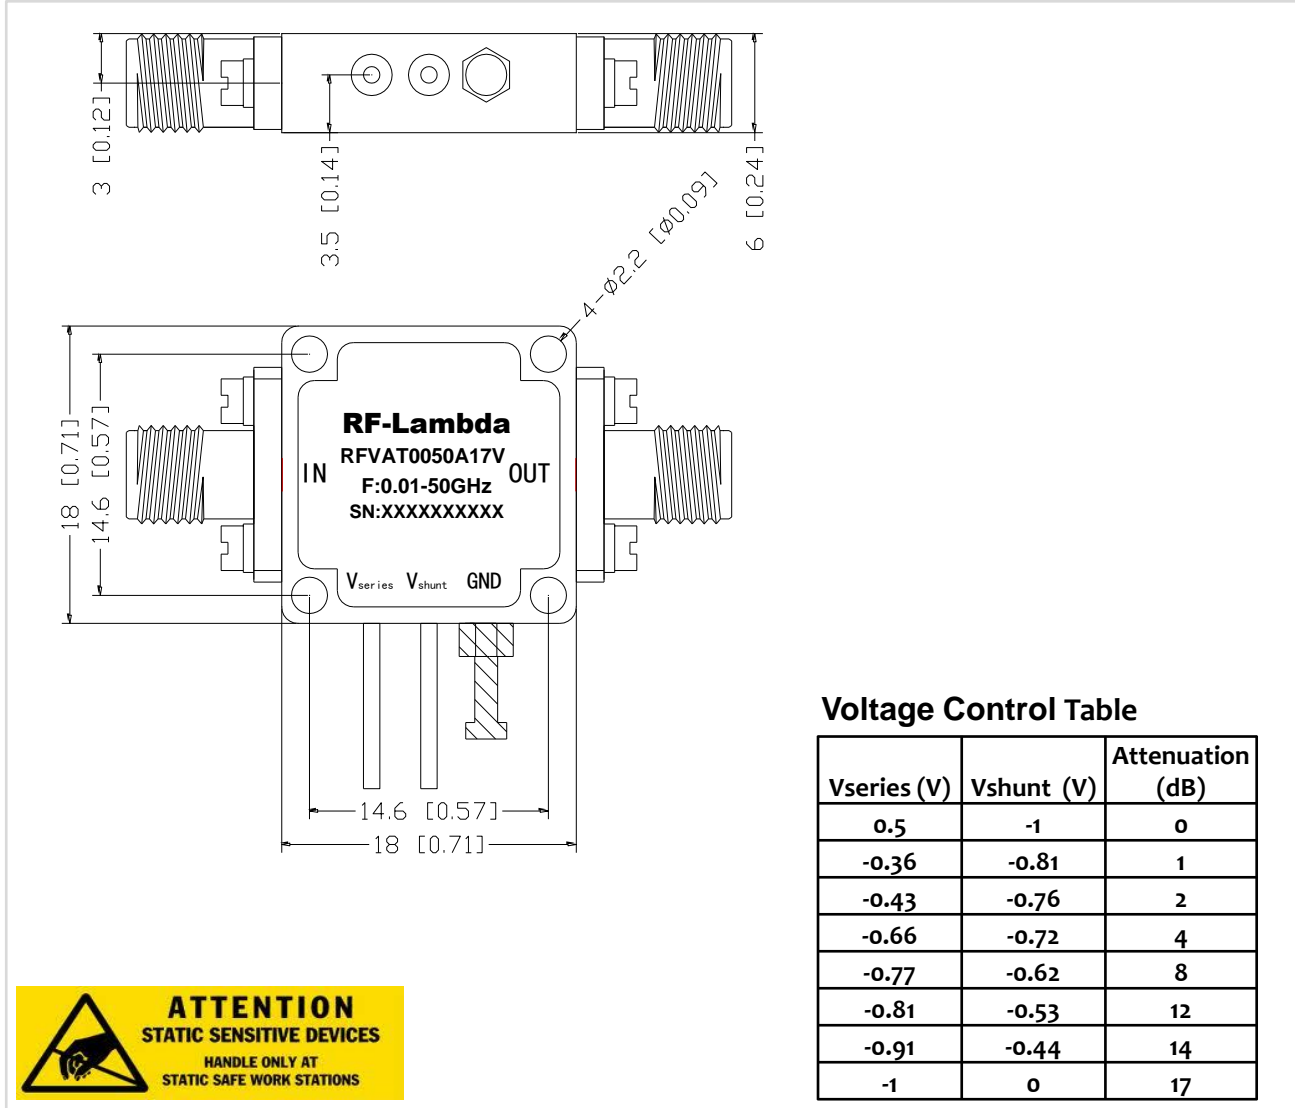 3 [0.12]
3.5 [0.14]
6 [0.24]
4-Ø2.2 [Ø0.09]
18 [0.71]
14.6 [0.57]
RF-Lambda
RFVAT0050A17V
IN
OUT
F:0.01-50GHz
SN:XXXXXXXXXX
Vseries Vshunt GND
14.6 [0.57]
18 [0.71]
Voltage Control Table
Vseries (V) Vshunt (V) Attenuation (dB)
0.5 -1 0
-0.36 -0.81 1
-0.43 -0.76 2
-0.66 -0.72 4
-0.77 -0.62 8
-0.81 -0.53 12
-0.91 -0.44 14
-1 0 17
ATTENTION
STATIC SENSITIVE DEVICES
HANDLE ONLY AT
STATIC SAFE WORK STATIONS